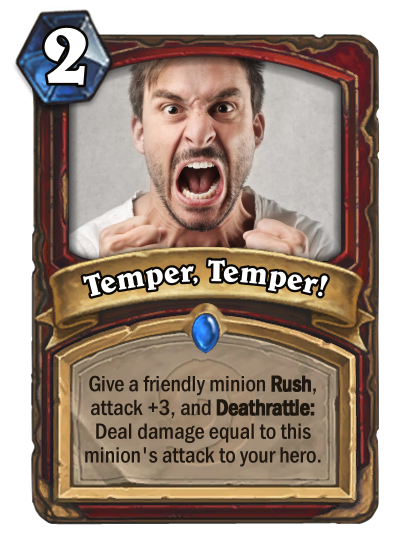 2
Temper, Temper!
Give a friendly minion Rush,
attack +3, and Deathrattle:
Deal damage equal to this
minion's attack to your hero.